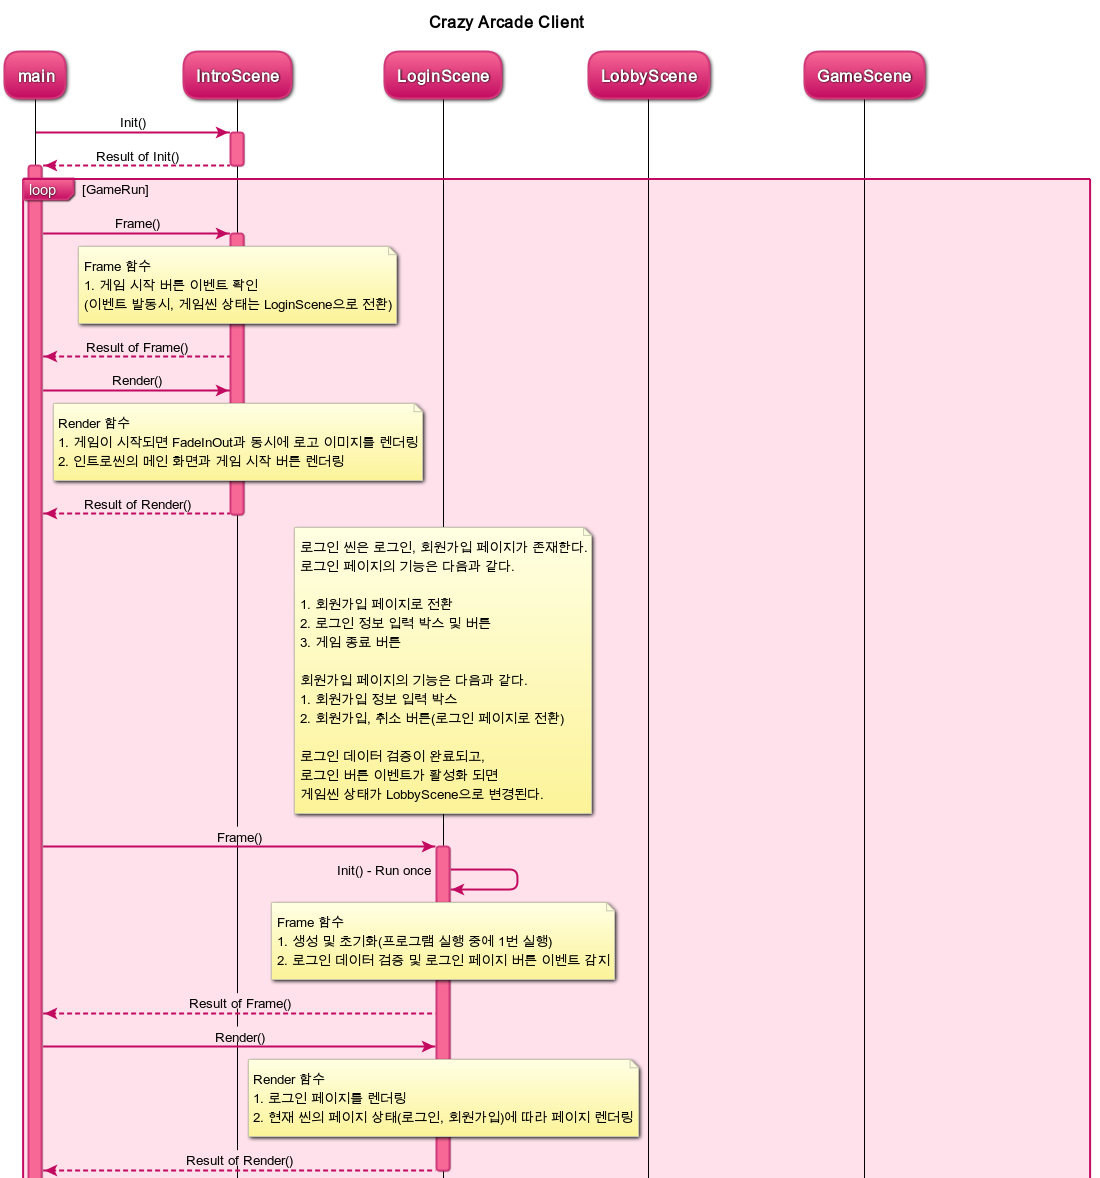 Crazy Arcade Client
main
IntroScene
LoginScene
LobbyScene
GameScene
Init()
Result of Init()
loop
[GameRun]
Frame()
Frame 함수
1. 게임 시작 버튼 이벤트 확인
(이벤트 발동시, 게임씬 상태는 LoginScene으로 전환)
Result of Frame()
Render()
Render 함수
1. 게임이 시작되면 FadeInOut과 동시에 로고 이미지를 렌더링
2. 인트로씬의 메인 화면과 게임 시작 버튼 렌더링
Result of Render()
로그인 씬은 로그인, 회원가입 페이지가 존재한다.
로그인 페이지의 기능은 다음과 같다.
1. 회원가입 페이지로 전환
2. 로그인 정보 입력 박스 및 버튼
3. 게임 종료 버튼
회원가입 페이지의 기능은 다음과 같다.
1. 회원가입 정보 입력 박스
2. 회원가입, 취소 버튼(로그인 페이지로 전환)
로그인 데이터 검증이 완료되고,
로그인 버튼 이벤트가 활성화 되면
게임씬 상태가 LobbyScene으로 변경된다.
Frame()
Init() - Run once
Frame 함수
1. 생성 및 초기화(프로그램 실행 중에 1번 실행)
2. 로그인 데이터 검증 및 로그인 페이지 버튼 이벤트 감지
Result of Frame()
Render()
Render 함수
1. 로그인 페이지를 렌더링
2. 현재 씬의 페이지 상태(로그인, 회원가입)에 따라 페이지 렌더링
Result of Render()